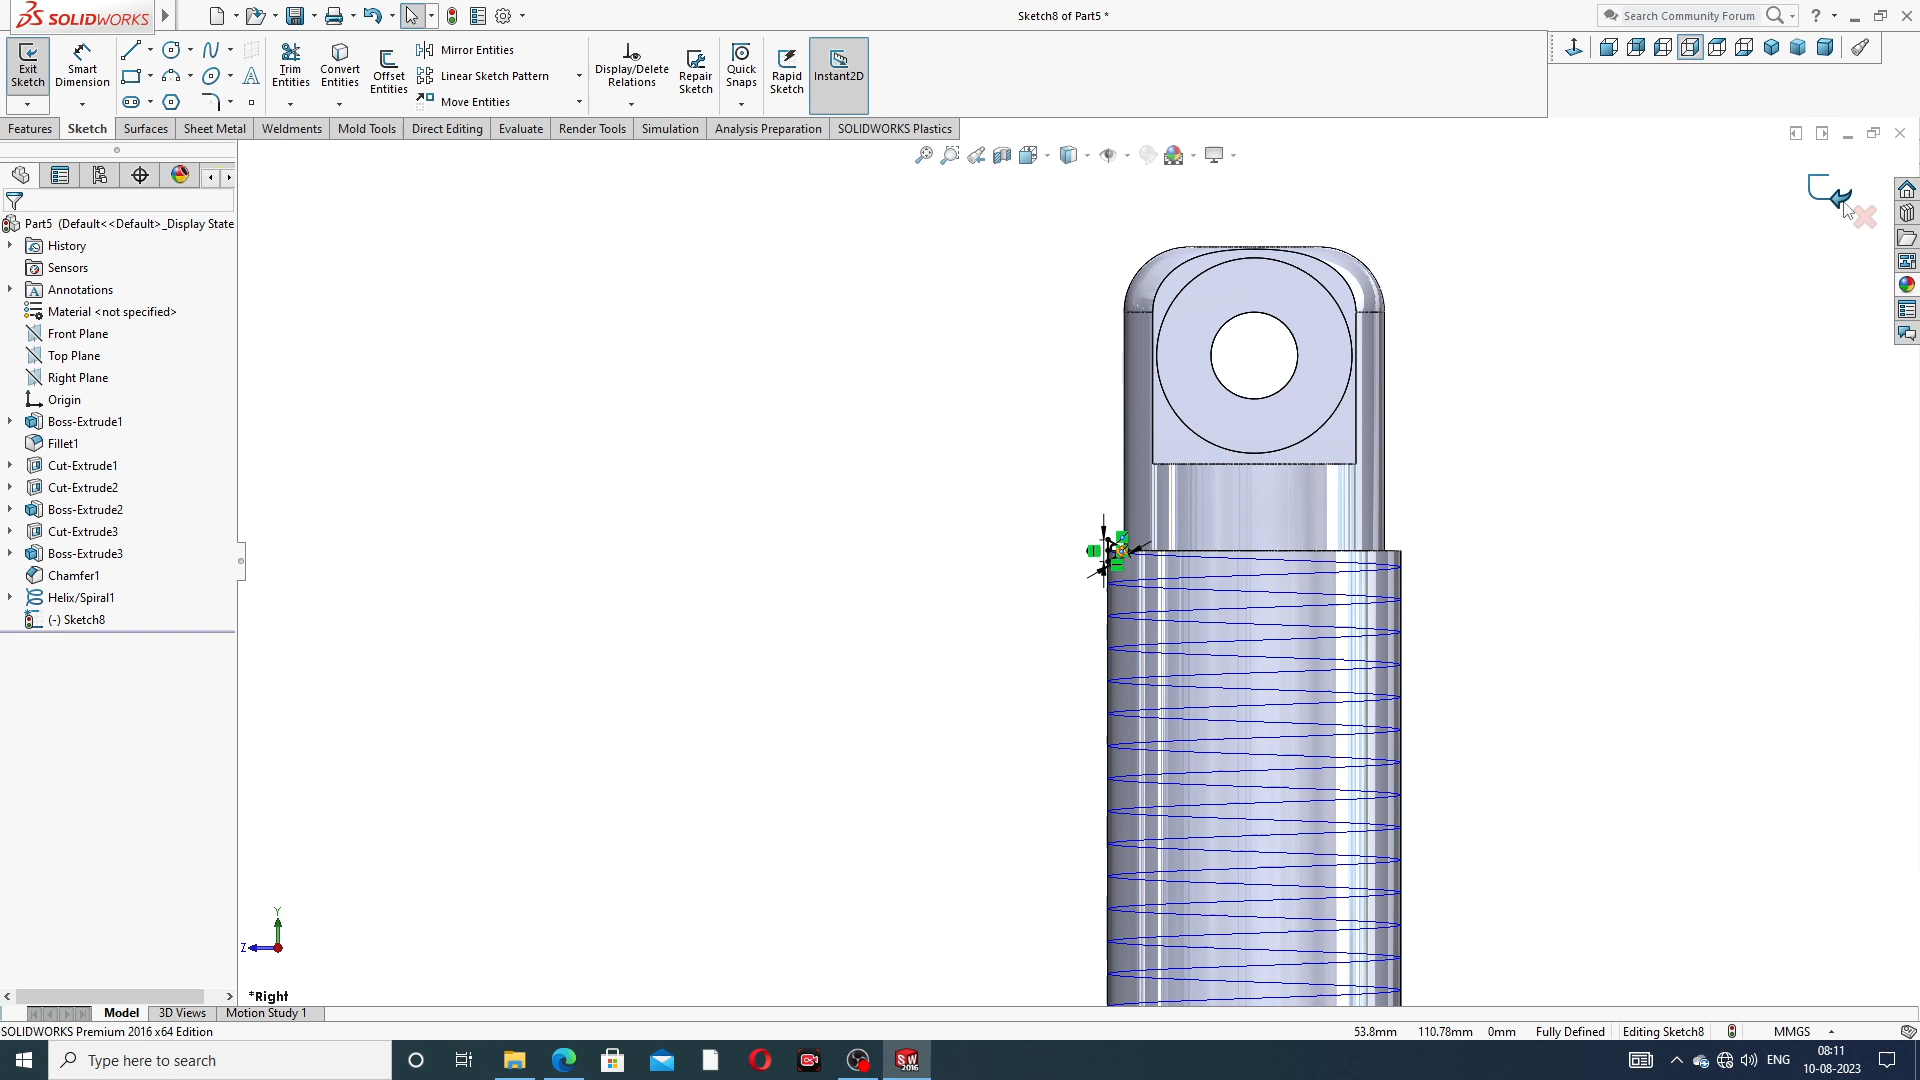 SOLIDWORKS
Sketch8 of Part5 *
Search Community Forum
Exit Sketch
Smart Dimension
Trim Entities
Convert Entities
Offset Entities
Mirror Entities
Linear Sketch Pattern
Move Entities
Display/Delete Relations
Repair Sketch
Quick Snaps
Rapid Sketch
Instant2D
Features
Sketch
Surfaces
Sheet Metal
Weldments
Mold Tools
Direct Editing
Evaluate
Render Tools
Simulation
Analysis Preparation
SOLIDWORKS Plastics
Part5 (Default<<Default>_Display State
History
Sensors
Annotations
Material <not specified>
Front Plane
Top Plane
Right Plane
Origin
Boss-Extrude1
Fillet1
Cut-Extrude1
Cut-Extrude2
Boss-Extrude2
Cut-Extrude3
Boss-Extrude3
Chamfer1
Helix/Spiral1
(-) Sketch8
Y
Z
*Right
Model
3D Views
Motion Study 1
SOLIDWORKS Premium 2016 x64 Edition
53.8mm
110.78mm
0mm
Fully Defined
Editing Sketch8
MMGS
Type here to search
SW
2016
ENG
08:11
10-08-2023